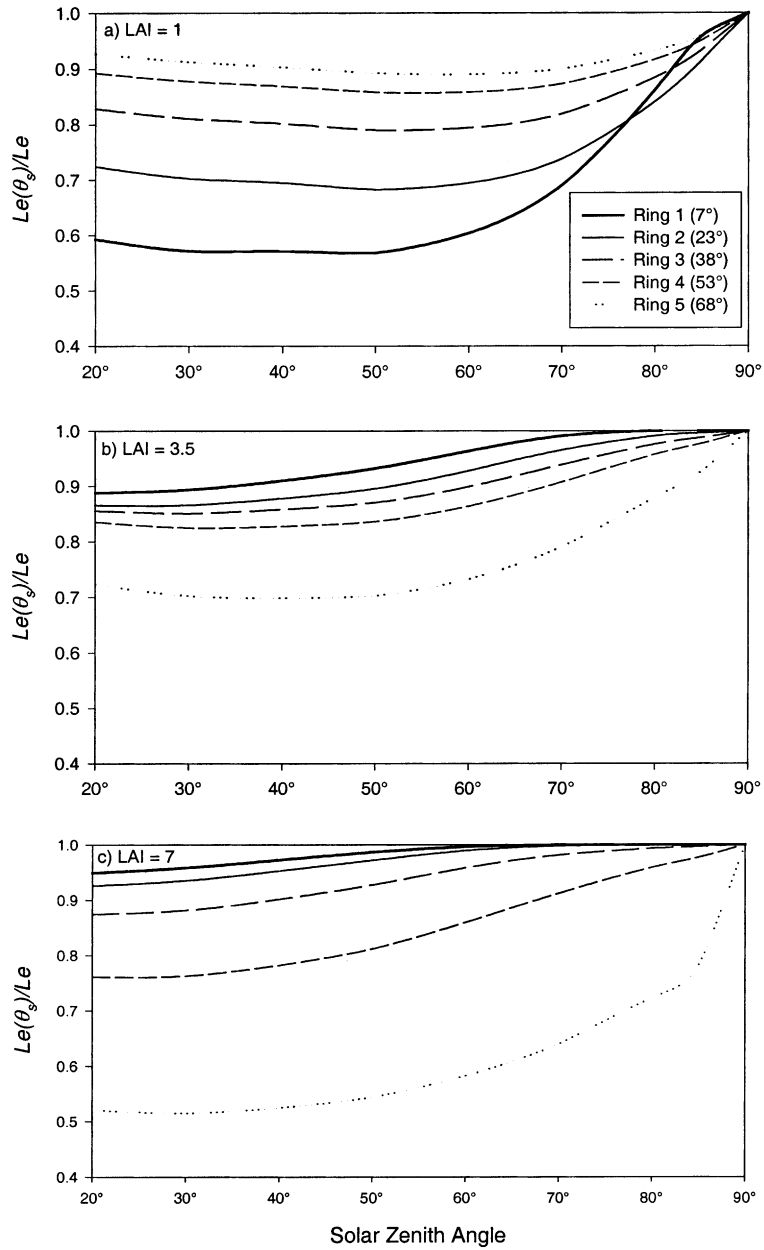 a) LAI = 1
1.0
0.9
0.8
0.7
0.6
0.5
0.4
Le(θs)/Le
20° 30° 40° 50° 60° 70° 80° 90°
Ring 1 (7°)
Ring 2 (23°)
Ring 3 (38°)
Ring 4 (53°)
Ring 5 (68°)
b) LAI = 3.5
1.0
0.9
0.8
0.7
0.6
0.5
0.4
Le(θs)/Le
20° 30° 40° 50° 60° 70° 80° 90°
c) LAI = 7
1.0
0.9
0.8
0.7
0.6
0.5
0.4
Le(θs)/Le
20° 30° 40° 50° 60° 70° 80° 90°
Solar Zenith Angle